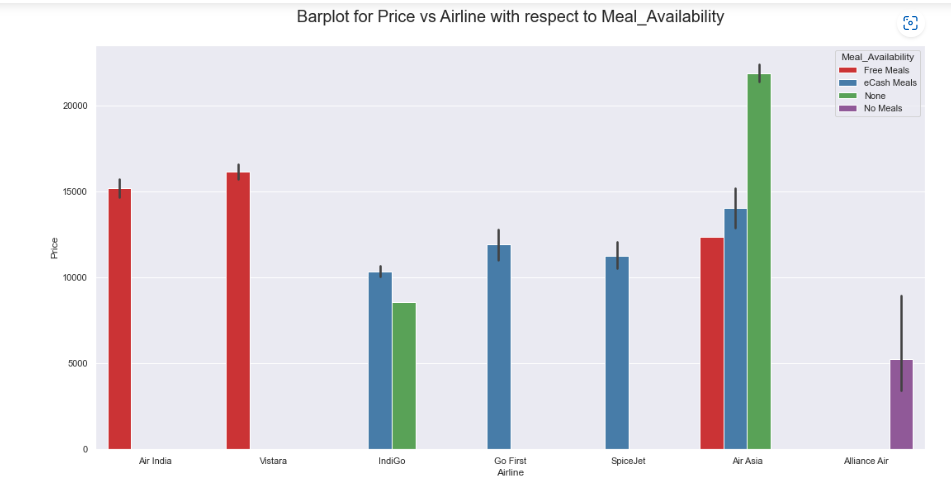 Barplot for Price vs Airline with respect to Meal_Availability
Meal_Availability
Free Meals
eCash Meals
None
No Meals
20000
15000
10000
5000
0
Price
Air India
Vistara
IndiGo
Go First
SpiceJet
Air Asia
Alliance Air
Airline